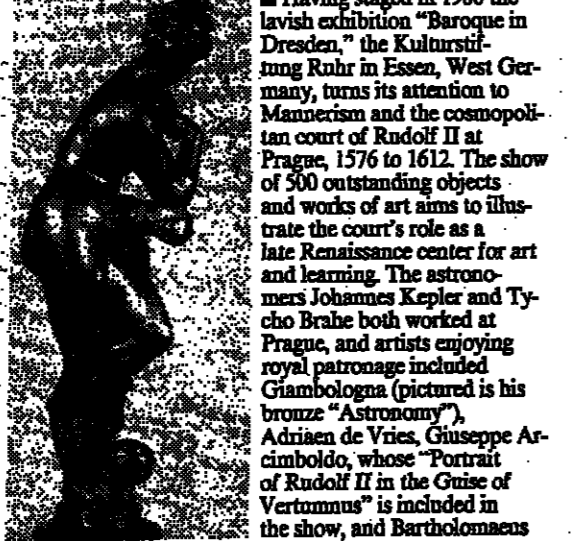 ■ Having staged in 1986 the
lavish exhibition “Baroque in
Dresden,” the Kulturstif-
tung Ruhr in Essen, West Ger-
many, turns its attention to
Mannerism and the cosmopoli-
tan court of Rudolf II at
Prague, 1576 to 1612. The show
of 500 outstanding objects
and works of art aims to illus-
trate the court’s role as a
late Renaissance center for art
and learning. The astrono-
mers Johannes Kepler and Ty-
cho Brahe both worked at
Prague, and artists enjoying
royal patronage included
Giambologna (pictured is his
bronze “Astronomy”),
Adriaen de Vries, Giuseppe Ar-
cimboldo, whose “Portrait
of Rudolf II in the Guise of
Vertumnus” is included in
the show, and Bartholomaeus